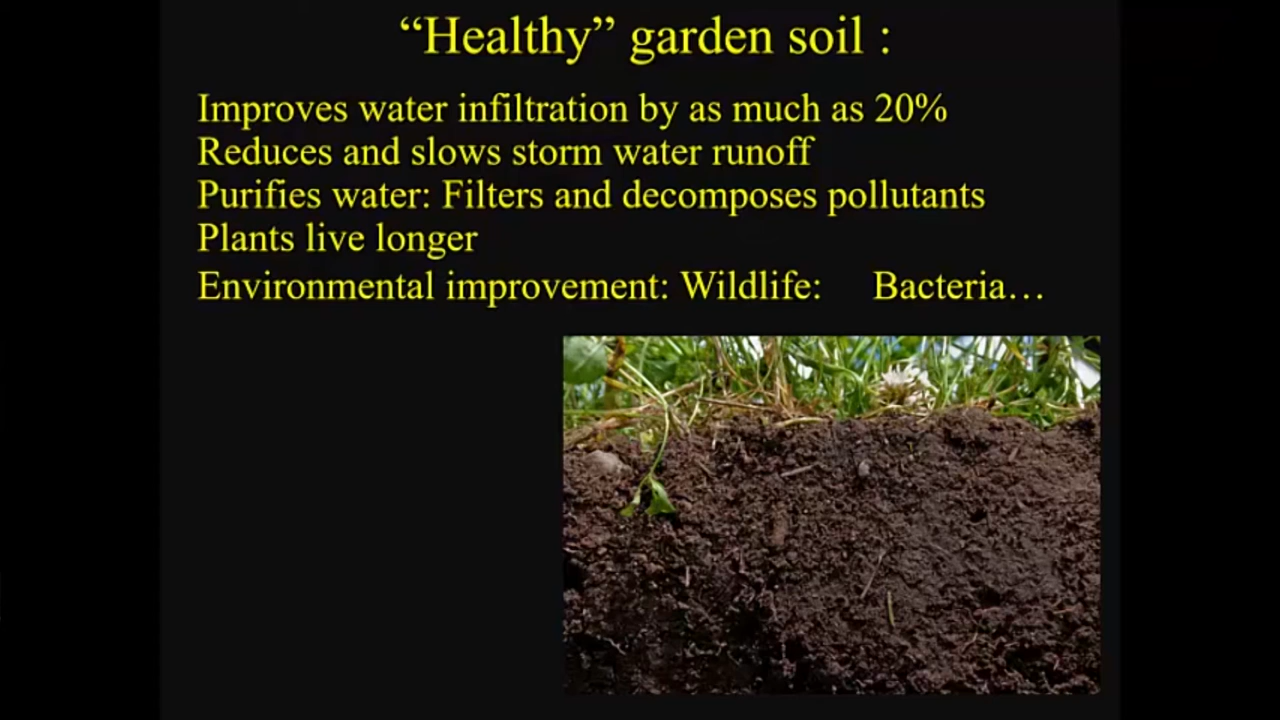 “Healthy” garden soil :
Improves water infiltration by as much as 20%
Reduces and slows storm water runoff
Purifies water: Filters and decomposes pollutants
Plants live longer
Environmental improvement: Wildlife: Bacteria…